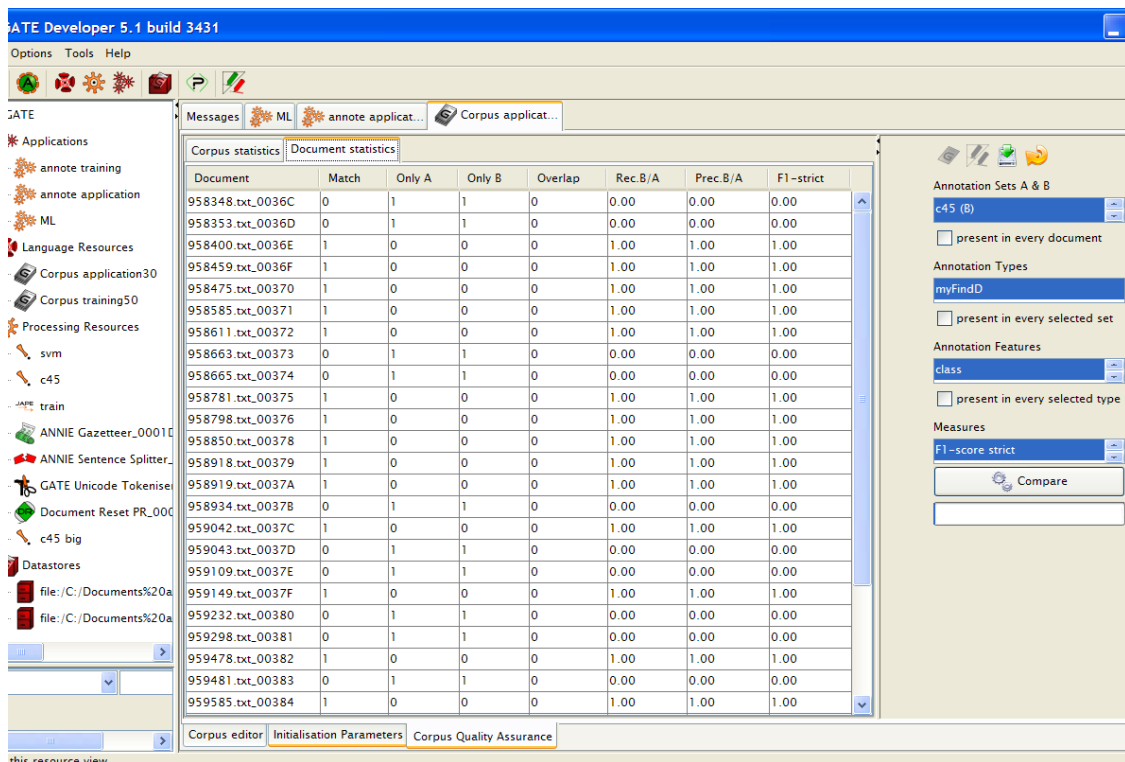 GATE Developer 5.1 build 3431
Options Tools Help
GATE
Applications
annote training
annote application
ML
Language Resources
Corpus application30
Corpus training50
Processing Resources
svm
c45
JAPE train
ANNIE Gazetteer_0001D
ANNIE Sentence Splitter_
GATE Unicode Tokeniser
Document Reset PR_000
c45 big
Datastores
file:/C:/Documents%20a
file:/C:/Documents%20a
Messages ML annote applicat... Corpus applicat...
Corpus statistics Document statistics
Document Match Only A Only B Overlap Rec.B/A Prec.B/A F1-strict
958348.txt_0036C 0 1 1 0 0.00 0.00 0.00
958353.txt_0036D 0 1 1 0 0.00 0.00 0.00
958400.txt_0036E 1 0 0 0 1.00 1.00 1.00
958459.txt_0036F 1 0 0 0 1.00 1.00 1.00
958475.txt_00370 1 0 0 0 1.00 1.00 1.00
958585.txt_00371 1 0 0 0 1.00 1.00 1.00
958611.txt_00372 1 0 0 0 1.00 1.00 1.00
958663.txt_00373 0 1 1 0 0.00 0.00 0.00
958665.txt_00374 0 1 1 0 0.00 0.00 0.00
958781.txt_00375 1 0 0 0 1.00 1.00 1.00
958798.txt_00376 1 0 0 0 1.00 1.00 1.00
958850.txt_00378 1 0 0 0 1.00 1.00 1.00
958918.txt_00379 1 0 0 0 1.00 1.00 1.00
958919.txt_0037A 1 0 0 0 1.00 1.00 1.00
958934.txt_0037B 0 1 1 0 0.00 0.00 0.00
959042.txt_0037C 1 0 0 0 1.00 1.00 1.00
959043.txt_0037D 0 1 1 0 0.00 0.00 0.00
959109.txt_0037E 0 1 1 0 0.00 0.00 0.00
959149.txt_0037F 1 0 0 0 1.00 1.00 1.00
959232.txt_00380 0 1 1 0 0.00 0.00 0.00
959298.txt_00381 0 1 1 0 0.00 0.00 0.00
959478.txt_00382 1 0 0 0 1.00 1.00 1.00
959481.txt_00383 0 1 1 0 0.00 0.00 0.00
959585.txt_00384 1 0 0 0 1.00 1.00 1.00
Annotation Sets A & B
c45 (B)
present in every document
Annotation Types
myFindD
present in every selected set
Annotation Features
class
present in every selected type
Measures
F1-score strict
Compare
Corpus editor Initialisation Parameters Corpus Quality Assurance
this resource view